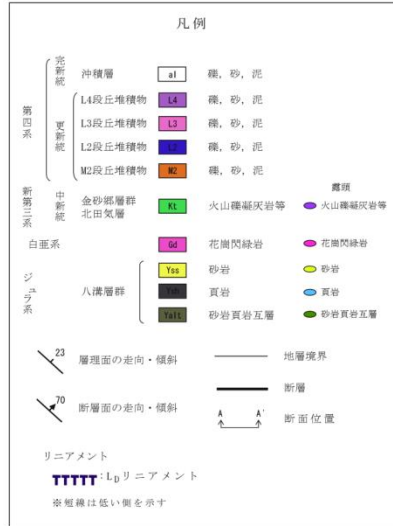 凡例
第四系
完新統
沖積層 al 礫，砂，泥
更新統
L4段丘堆積物 L4 礫，砂，泥
L3段丘堆積物 L3 礫，砂，泥
L2段丘堆積物 L2 礫，砂，泥
M2段丘堆積物 M2 礫，砂，泥
新第三系
中新統
金砂郷層群
北田気層
Kt 火山礫凝灰岩等
露頭
火山礫凝灰岩等
白亜系 Gd 花崗閃緑岩 花崗閃緑岩
ジュラ系
八溝層群
Yss 砂岩 砂岩
頁岩 頁岩
Yalt 砂岩頁岩互層 砂岩頁岩互層
23 層理面の走向・傾斜 地層境界
断層
70 断層面の走向・傾斜
A A' 断面位置
リニアメント
:LDリニアメント
※短線は低い側を示す